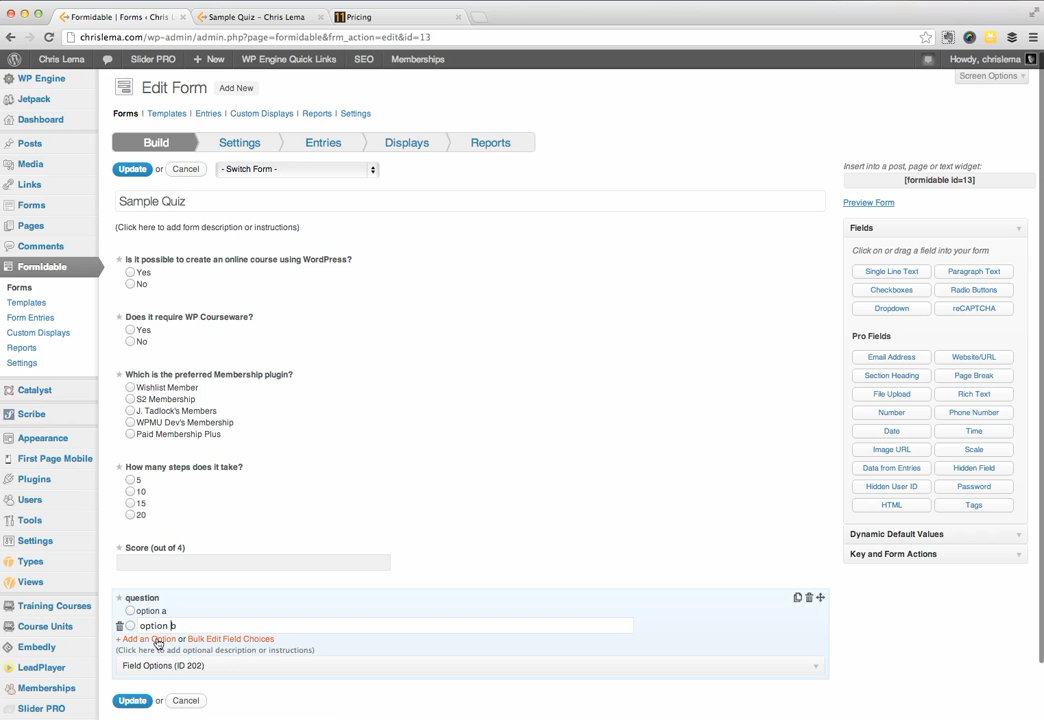 Formidable | Forms ‹ Chris L
Sample Quiz – Chris Lema
Pricing
chrislema.com/wp-admin/admin.php?page=formidable&frm_action=edit&id=13
Chris Lema
Slider PRO
+ New
WP Engine Quick Links
SEO
Memberships
Howdy, chrislema
WP Engine
Jetpack
Dashboard
Posts
Media
Links
Forms
Pages
Comments
Formidable
Forms
Templates
Form Entries
Custom Displays
Reports
Settings
Catalyst
Scribe
Appearance
First Page Mobile
Plugins
Users
Tools
Settings
Types
Views
Training Courses
Course Units
Embedly
LeadPlayer
Memberships
Slider PRO
Edit Form Add New
Screen Options
Forms | Templates | Entries | Custom Displays | Reports | Settings
Build Settings Entries Displays Reports
Update or Cancel - Switch Form -
Sample Quiz
(Click here to add form description or instructions)
Is it possible to create an online course using WordPress?
Yes
No
Does it require WP Courseware?
Yes
No
Which is the preferred Membership plugin?
Wishlist Member
S2 Membership
J. Tadlock's Members
WPMU Dev's Membership
Paid Membership Plus
How many steps does it take?
5
10
15
20
Score (out of 4)
question
option a
option b
+ Add an Option or Bulk Edit Field Choices
(Click here to add optional description or instructions)
Field Options (ID 202)
Update or Cancel
Insert into a post, page or text widget:
[formidable id=13]
Preview Form
Fields
Click on or drag a field into your form
Single Line Text Paragraph Text
Checkboxes Radio Buttons
Dropdown reCAPTCHA
Pro Fields
Email Address Website/URL
Section Heading Page Break
File Upload Rich Text
Number Phone Number
Date Time
Image URL Scale
Data from Entries Hidden Field
Hidden User ID Password
HTML Tags
Dynamic Default Values
Key and Form Actions